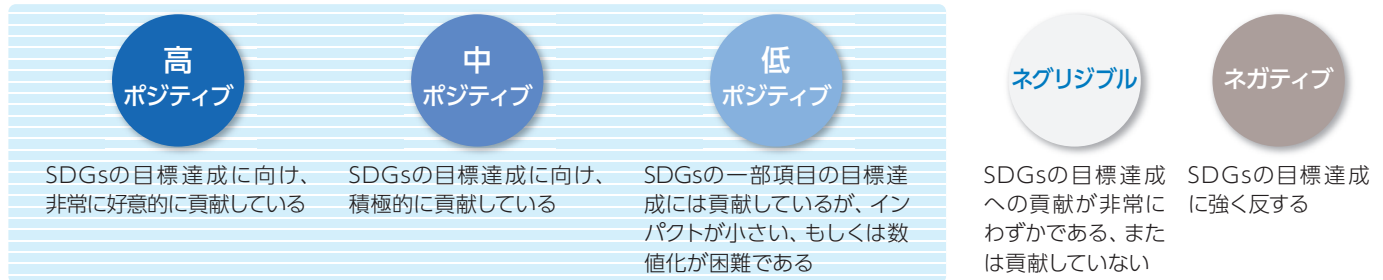 高
ポジティブ
SDGsの目標達成に向け、
非常に好意的に貢献している
中
ポジティブ
SDGsの目標達成に向け、
積極的に貢献している
低
ポジティブ
SDGsの一部項目の目標達
成には貢献しているが、イン
パクトが小さい、もしくは数
値化が困難である
ネグリジブル
SDGsの目標達成
への貢献が非常に
わずかである、また
は貢献していない
ネガティブ
SDGsの目標達成
に強く反する